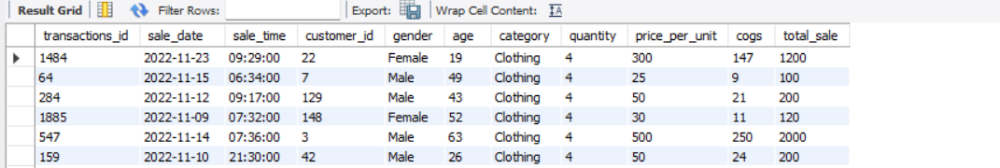 Result Grid Filter Rows: Export: Wrap Cell Content: IA
transactions_id sale_date sale_time customer_id gender age category quantity price_per_unit cogs total_sale
1484 2022-11-23 09:29:00 22 Female 19 Clothing 4 300 147 1200
64 2022-11-15 06:34:00 7 Male 49 Clothing 4 25 9 100
284 2022-11-12 09:17:00 129 Male 43 Clothing 4 50 21 200
1885 2022-11-09 07:32:00 148 Female 52 Clothing 4 30 11 120
547 2022-11-14 07:36:00 3 Male 63 Clothing 4 500 250 2000
159 2022-11-10 21:30:00 42 Male 26 Clothing 4 50 24 200